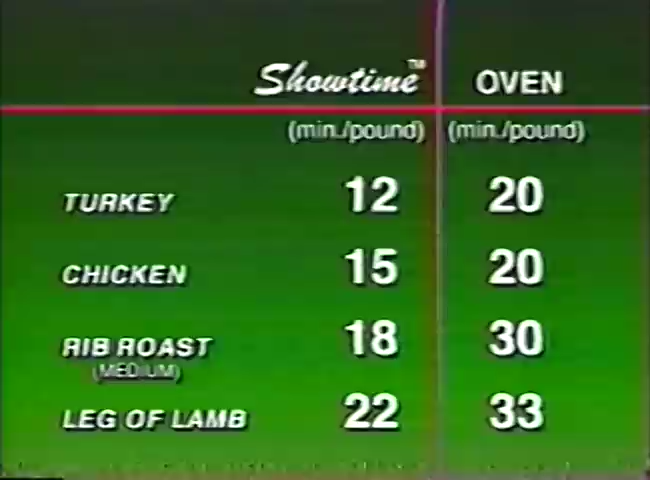 Showtime™ OVEN
(min./pound) (min./pound)
TURKEY 12 20
CHICKEN 15 20
RIB ROAST 18 30
(MEDIUM)
LEG OF LAMB 22 33